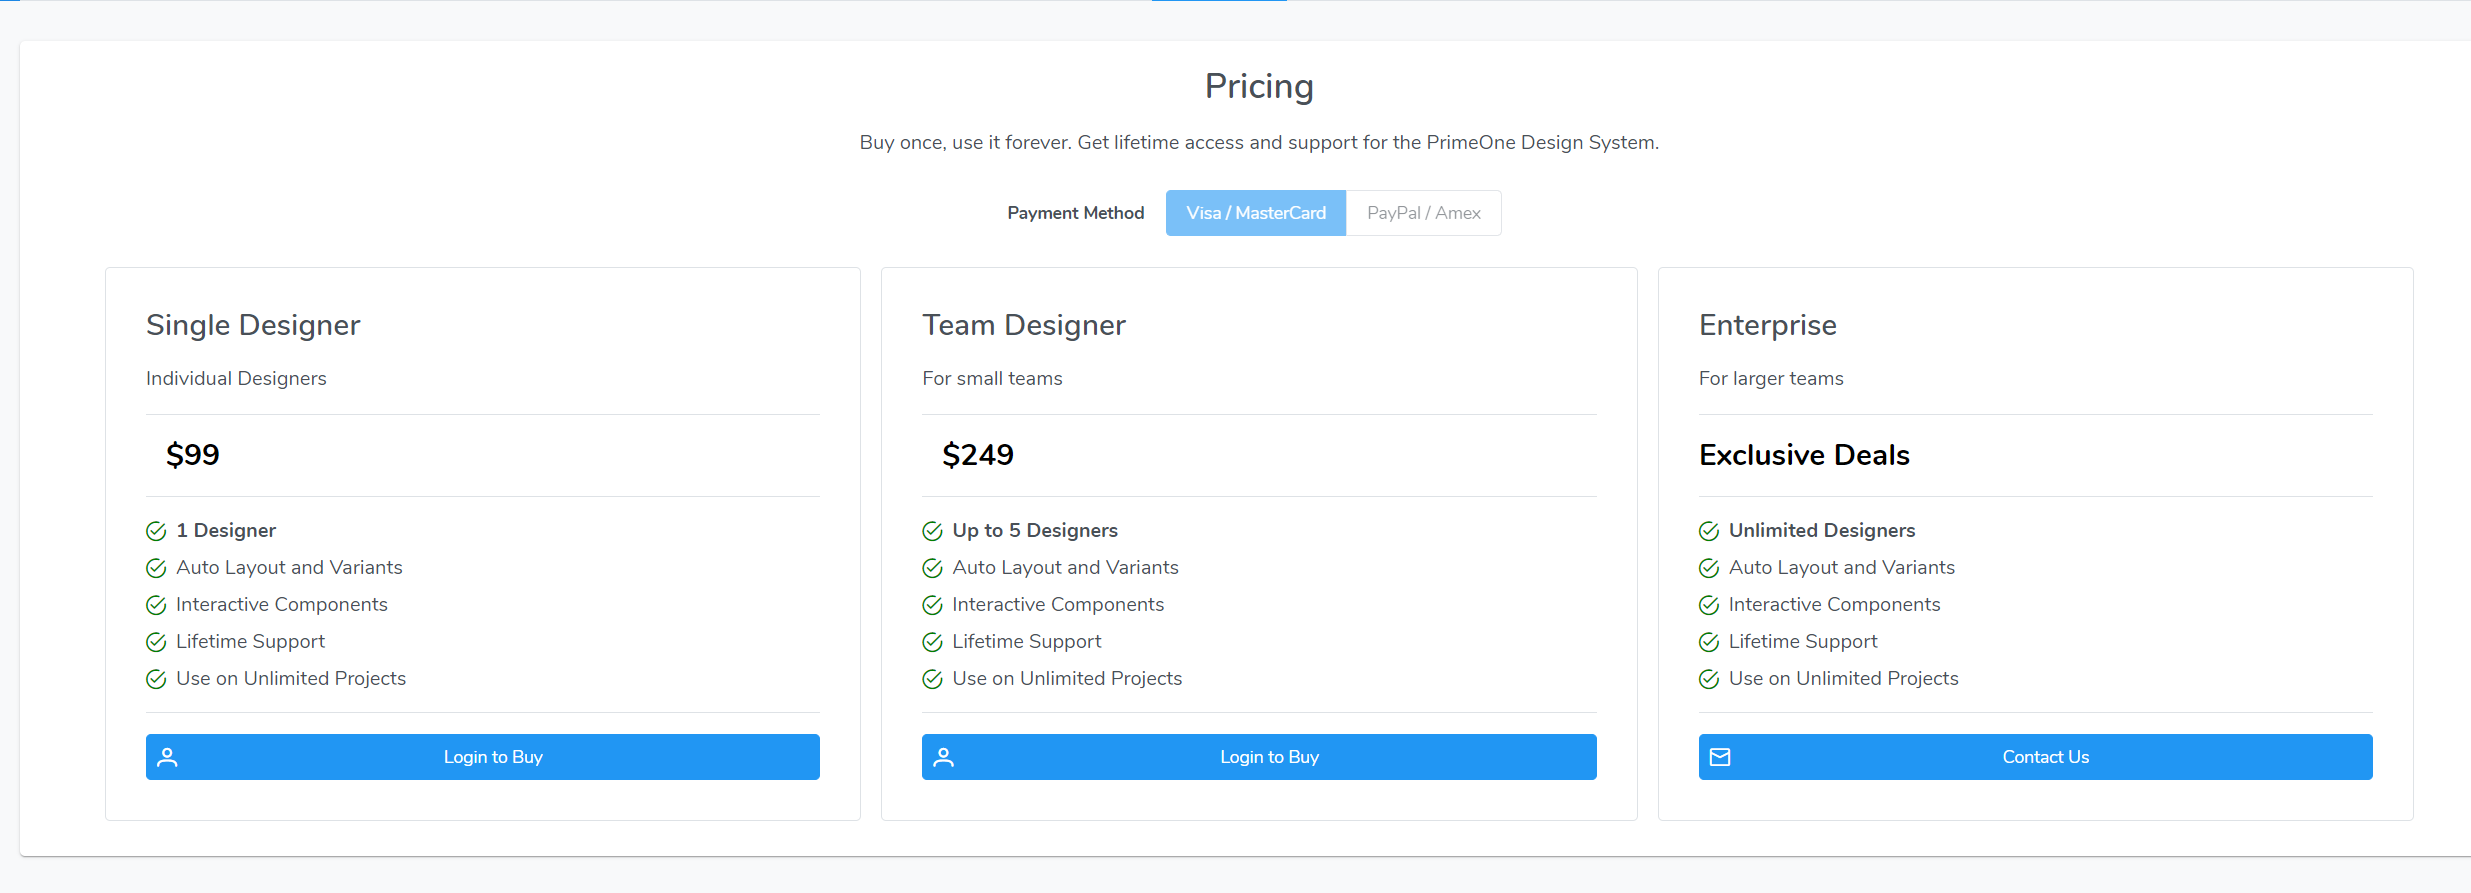 Pricing
Buy once, use it forever. Get lifetime access and support for the PrimeOne Design System.
Payment Method
Visa / MasterCard
PayPal / Amex
Single Designer
Individual Designers
$99
1 Designer
Auto Layout and Variants
Interactive Components
Lifetime Support
Use on Unlimited Projects
Login to Buy
Team Designer
For small teams
$249
Up to 5 Designers
Auto Layout and Variants
Interactive Components
Lifetime Support
Use on Unlimited Projects
Login to Buy
Enterprise
For larger teams
Exclusive Deals
Unlimited Designers
Auto Layout and Variants
Interactive Components
Lifetime Support
Use on Unlimited Projects
Contact Us